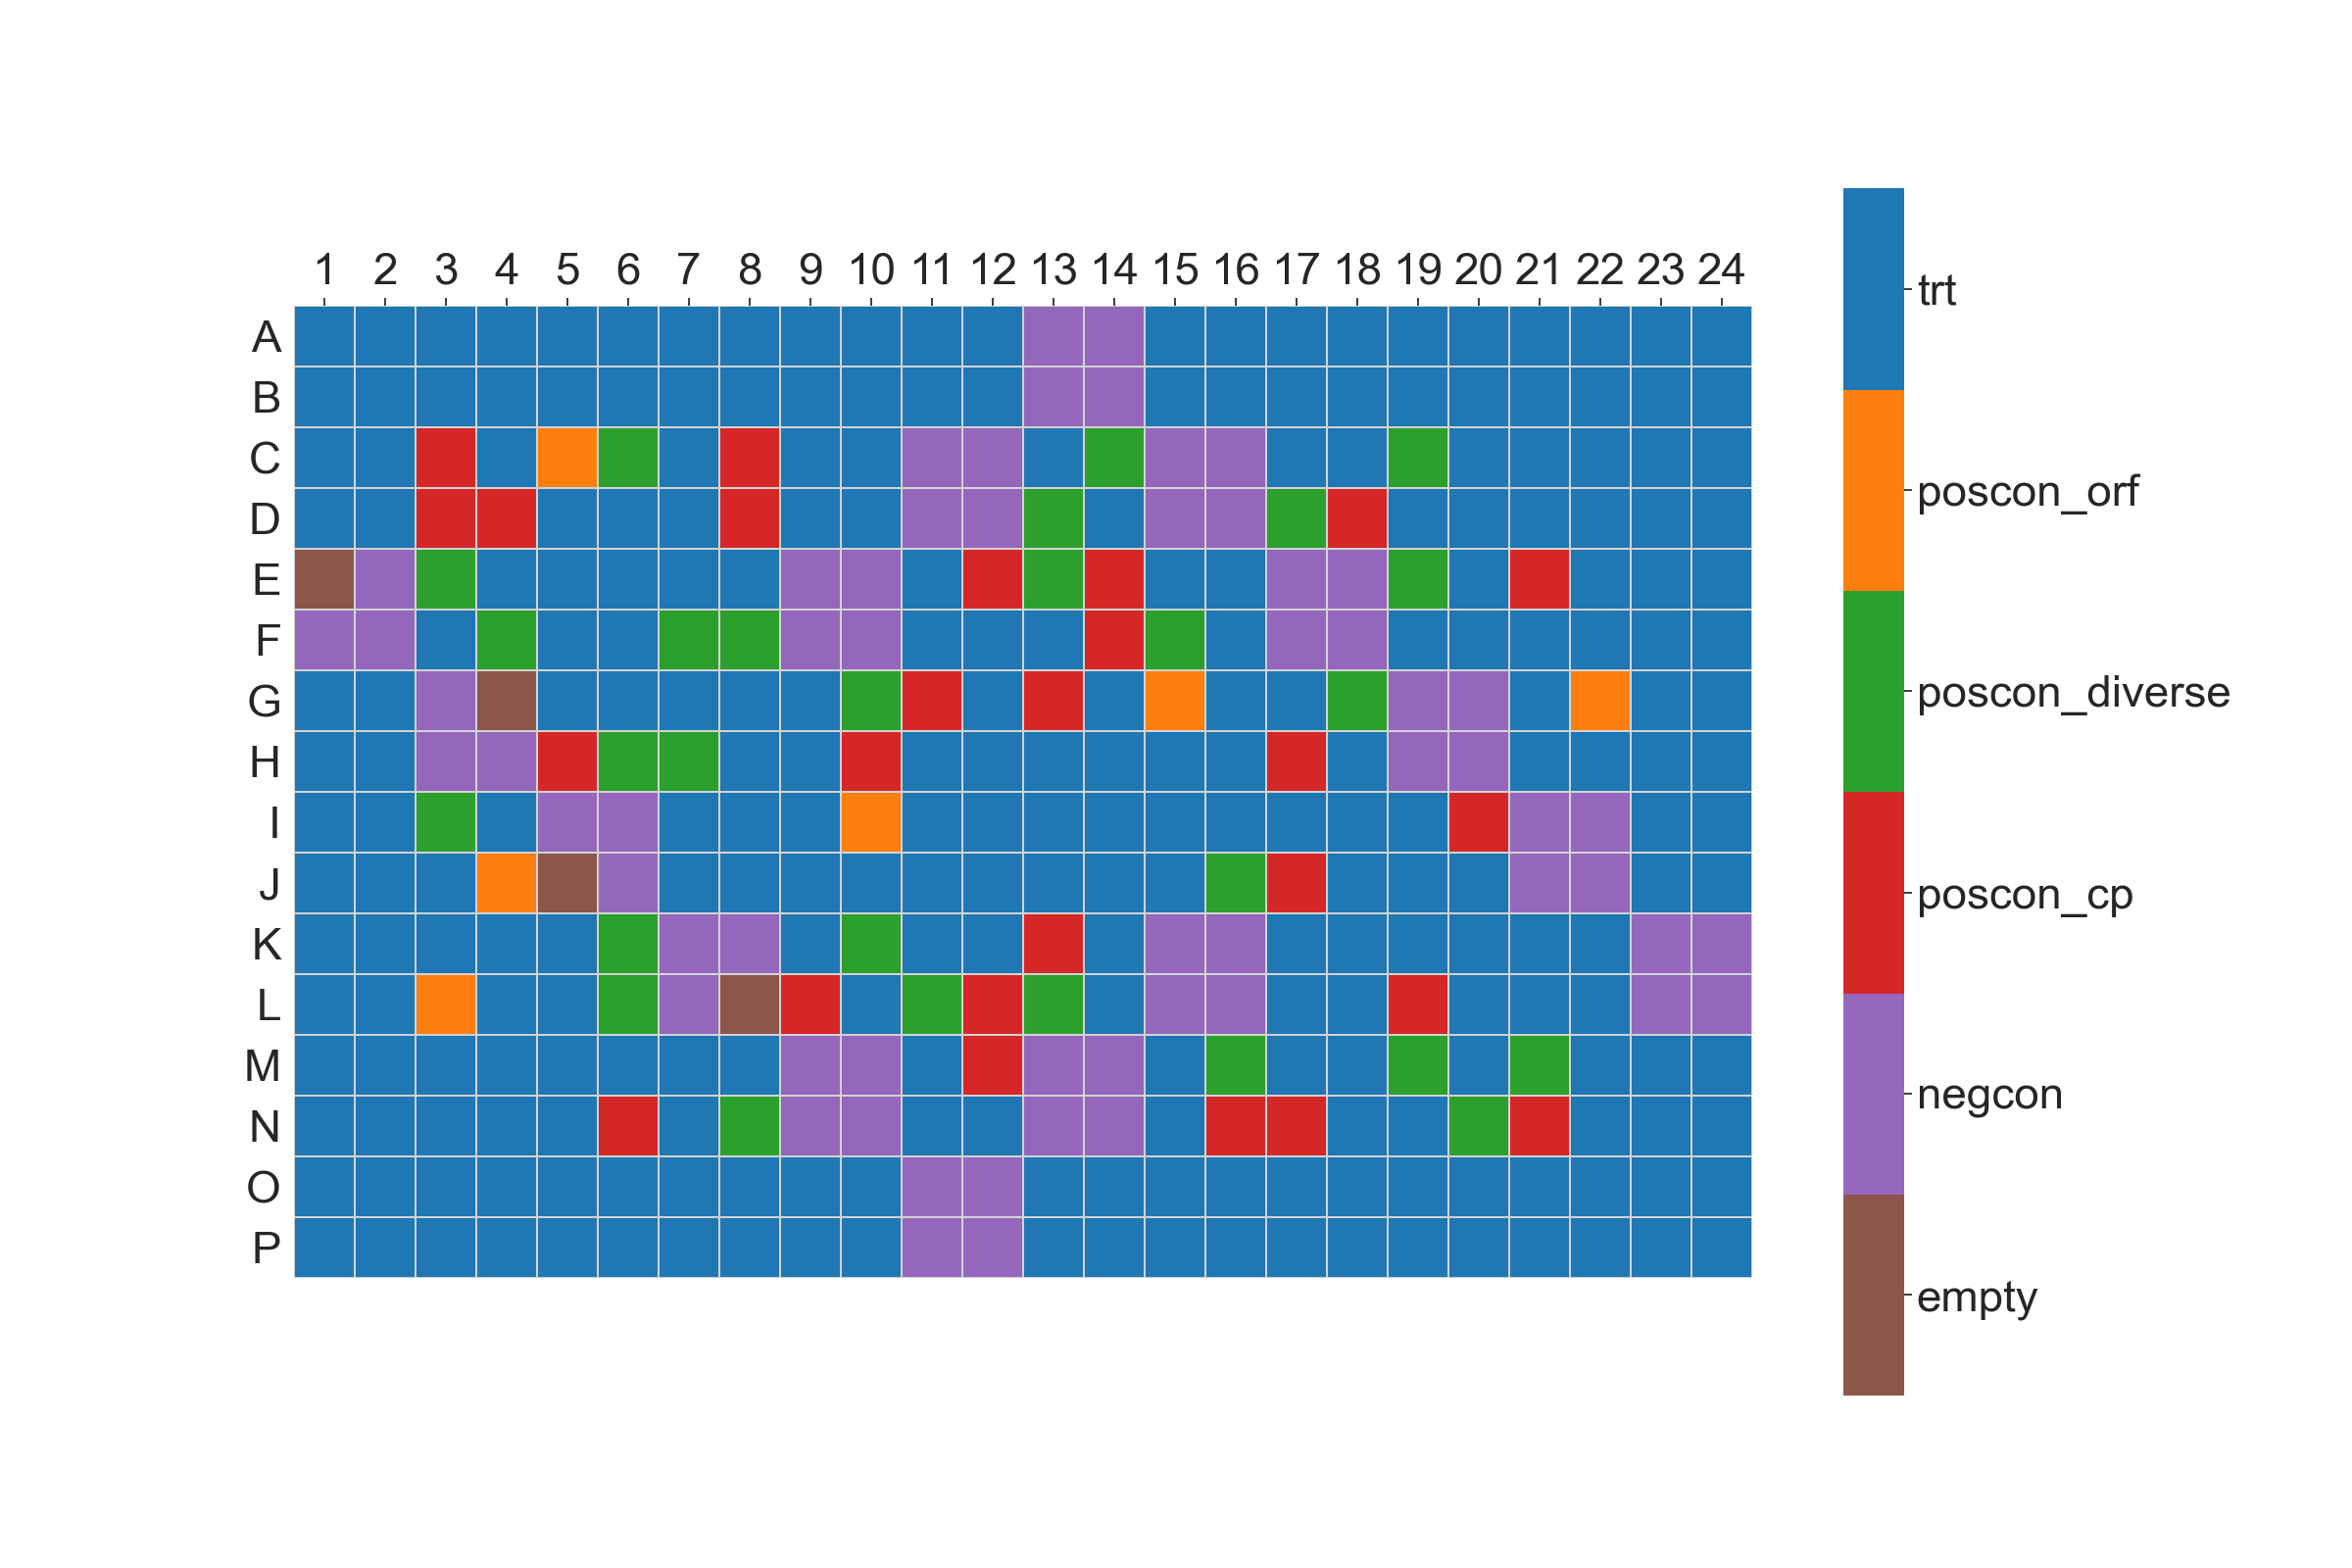 1 2 3 4 5 6 7 8 9 10 11 12 13 14 15 16 17 18 19 20 21 22 23 24
A
B
C
D
E
F
G
H
I
J
K
L
M
N
O
P
trt
poscon_orf
poscon_diverse
poscon_cp
negcon
empty